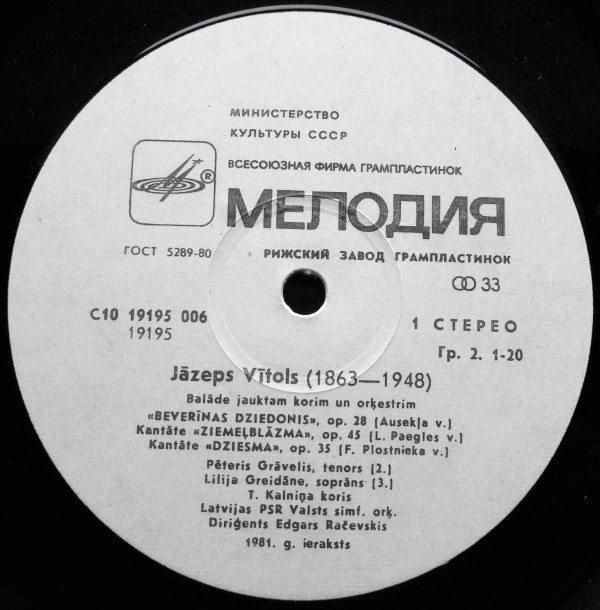 МИНИСТЕРСТВО
КУЛЬТУРЫ СССР
ВСЕСОЮЗНАЯ ФИРМА ГРАМПЛАСТИНОК
®
МЕЛОДИЯ
ГОСТ 5289-80
РИЖСКИЙ ЗАВОД ГРАМПЛАСТИНОК
33
С10 19195 006
19195
1 СТЕРЕО
Гр. 2. 1-20
Jāzeps Vītols (1863—1948)
Balāde jauktam korim un orķestrim
«BEVERĪNAS DZIEDONIS», op. 28 (Ausekļa v.)
Kantāte «ZIEMEĻBLĀZMA», op. 45 (L. Paegles v.)
Kantāte «DZIESMA», op. 35 (F. Plostnieka v.)
Pēteris Grāvelis, tenors (2.)
Lilija Greidāne, soprāns (3.)
T. Kalniņa koris
Latvijas PSR Valsts simf. orķ.
Diriģents Edgars Račevskis
1981. g. ieraksts